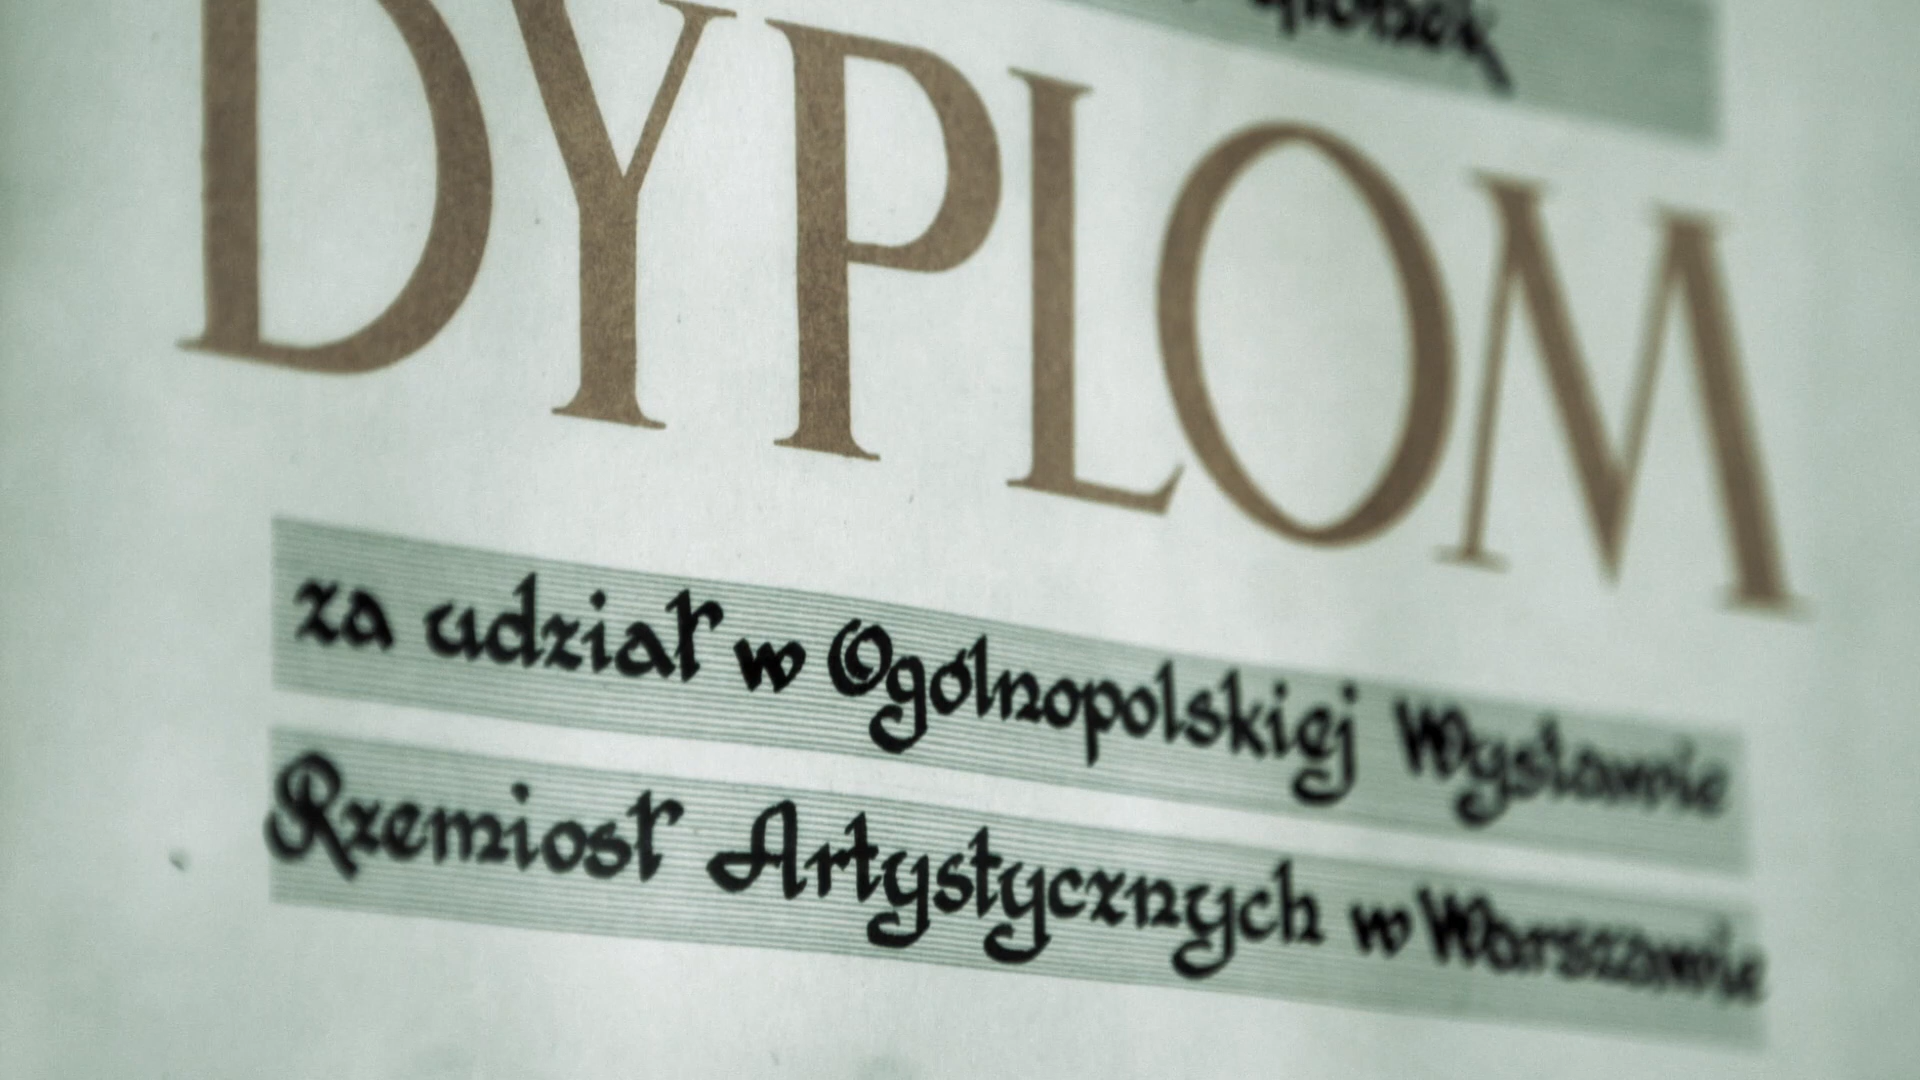 DYPLOM
za udział w Ogólnopolskiej Wystawie
Rzemiosł Artystycznych w Warszawie